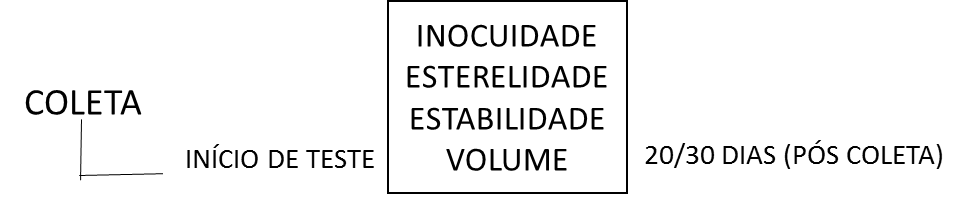 COLETA
INÍCIO DE TESTE
INOCUIDADE
ESTERELIDADE
ESTABILIDADE
VOLUME
20/30 DIAS (PÓS COLETA)